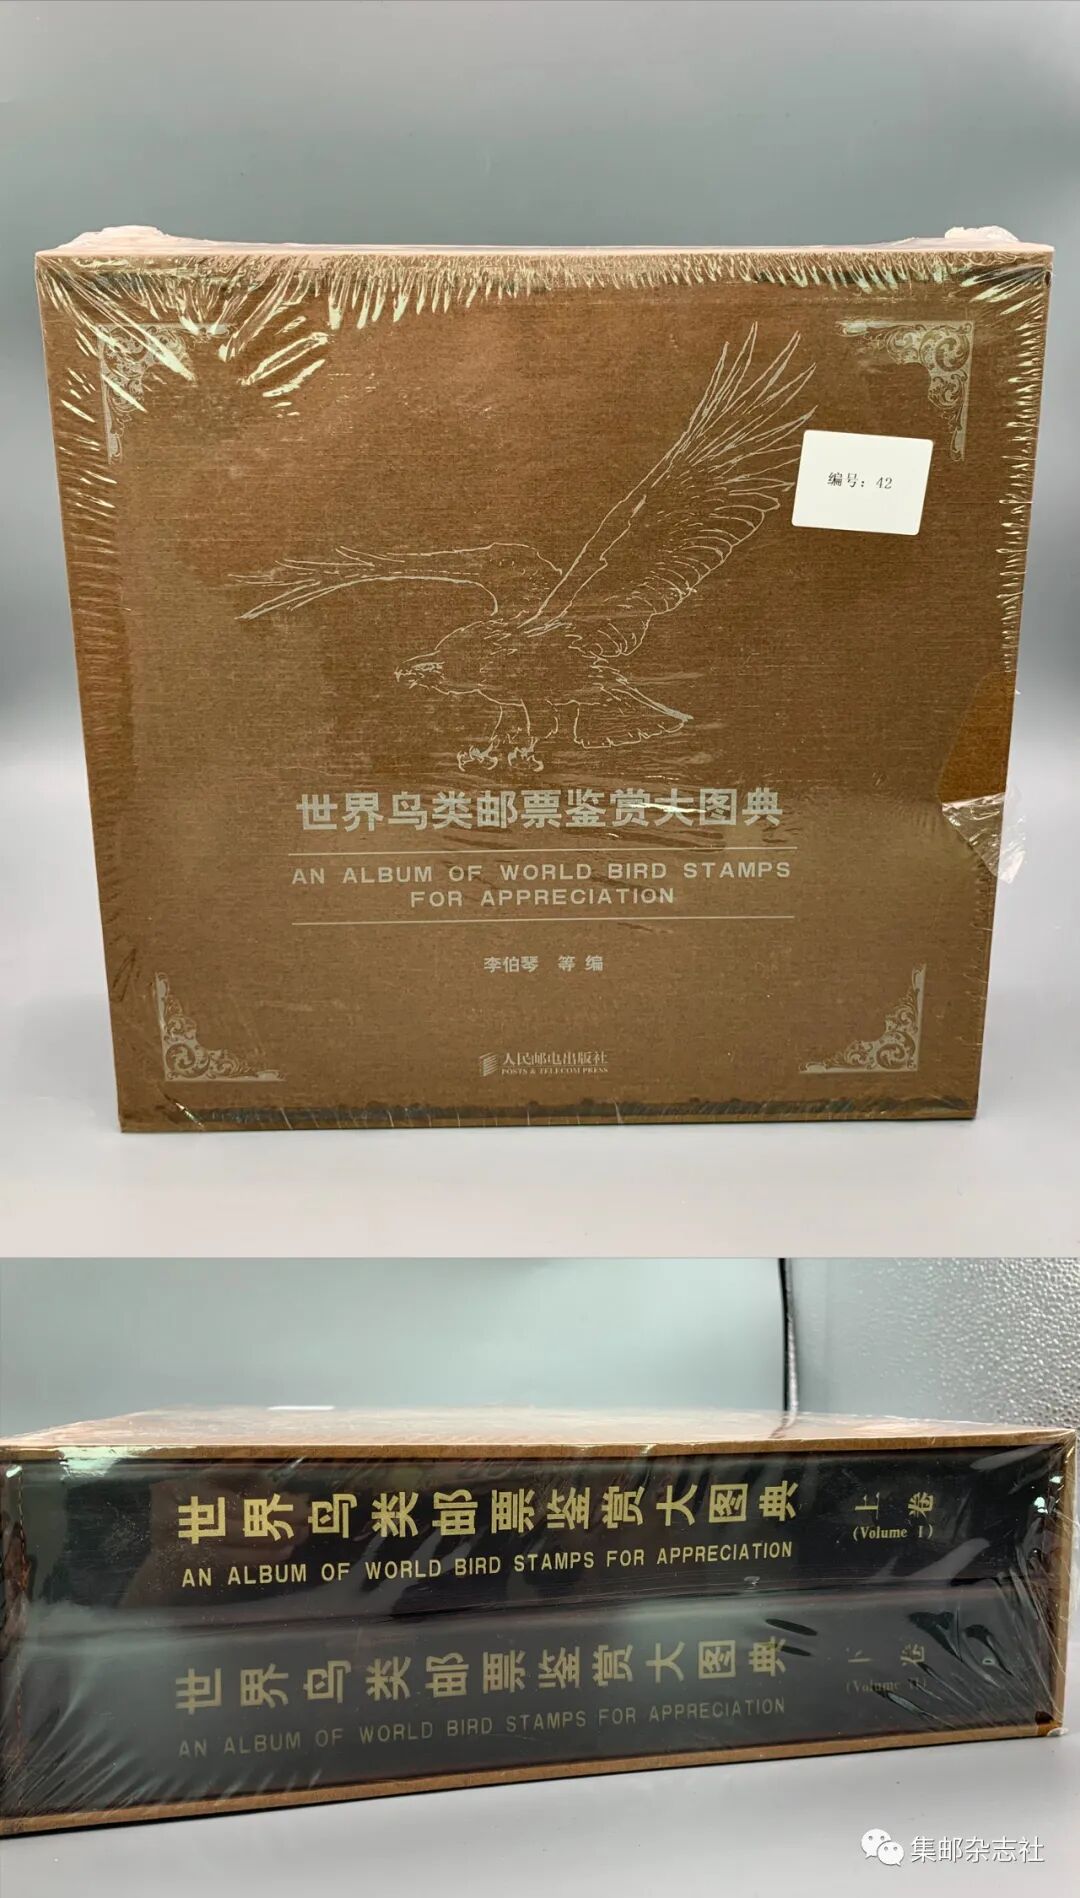 编号：42
世界鸟类邮票鉴赏大图典
AN ALBUM OF WORLD BIRD STAMPS
FOR APPRECIATION
李伯琴 等 编
人民邮电出版社
POSTS & TELECOM PRESS
世界鸟类邮票鉴赏大图典 上卷
AN ALBUM OF WORLD BIRD STAMPS FOR APPRECIATION (Volume I)
世界鸟类邮票鉴赏大图典 下卷
AN ALBUM OF WORLD BIRD STAMPS FOR APPRECIATION
集邮杂志社